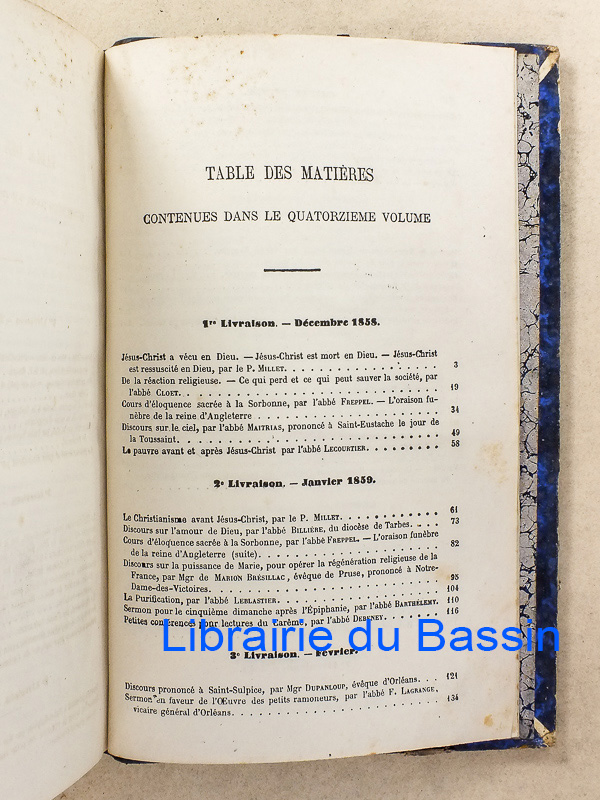 TABLE DES MATIÈRES
CONTENUES DANS LE QUATORZIEME VOLUME
1re Livraison. — Décembre 1858.
Jésus-Christ a vécu en Dieu. — Jésus-Christ est mort en Dieu. — Jésus-Christ
est ressuscité en Dieu, par le P. MILLET. 3
De la réaction religieuse. — Ce qui perd et ce qui peut sauver la société, par
l'abbé CLOET. 19
Cours d'éloquence sacrée à la Sorbonne, par l'abbé FREPPEL. — L'oraison fu-
nèbre de la reine d'Angleterre 34
Discours sur le ciel, par l'abbé MAITRIAS, prononcé à Saint-Eustache le jour de
la Toussaint 49
Le pauvre avant et après Jésus-Christ par l'abbé LECOURTIER. 58
2e Livraison. — Janvier 1859.
Le Christianisme avant Jésus-Christ, par le P. MILLET. 61
Discours sur l'amour de Dieu, par l'abbé BILLIÈRE, du diocèse de Tarbes. 73
Cours d'éloquence sacrée à la Sorbonne, par l'abbé FREPPEL. — L'oraison funèbre
de la reine d'Angleterre (suite) 82
Discours sur la puissance de Marie, pour opérer la régénération religieuse de la
France, par Mgr DE MARION BRÉSILLAC, évêque de Pruse, prononcé à Notre-
Dame-des-Victoires. 95
La Purification, par l'abbé LEBLASTIER 104
Sermon pour le cinquième dimanche après l'Épiphanie, par l'abbé BARTHÉLEMY. 110
Petites conférences pour lectures du Carême, par l'abbé DEBENEY. 116
Librairie du Bassin
3e Livraison. — Février.
Discours prononcé à Saint-Sulpice, par Mgr DUPANLOUP, évêque d'Orléans. 121
Sermon en faveur de l'Œuvre des petits ramoneurs, par l'abbé F. LAGRANGE,
vicaire général d'Orléans. 134